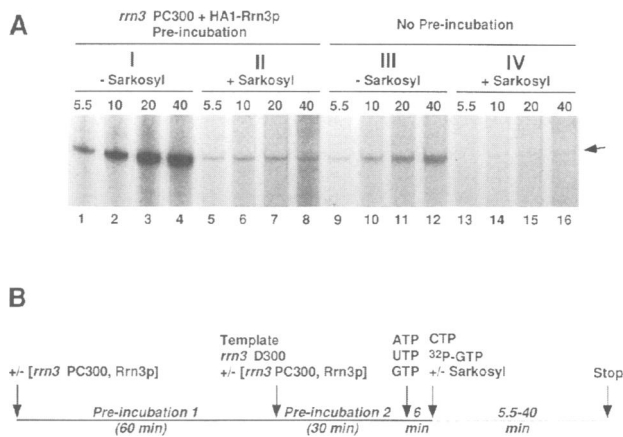 A
rrn3 PC300 + HA1-Rrn3p
Pre-incubation
No Pre-incubation
I II III IV
- Sarkosyl + Sarkosyl - Sarkosyl + Sarkosyl
5.5 10 20 40 5.5 10 20 40 5.5 10 20 40 5.5 10 20 40
1 2 3 4 5 6 7 8 9 10 11 12 13 14 15 16
B
Template ATP CTP
rrn3 D300 UTP 32P-GTP
+/- [rrn3 PC300, Rrn3p] +/- [rrn3 PC300, Rrn3p] GTP +/- Sarkosyl Stop
Pre-incubation 1 Pre-incubation 2 6 5.5-40
(60 min) (30 min) min min